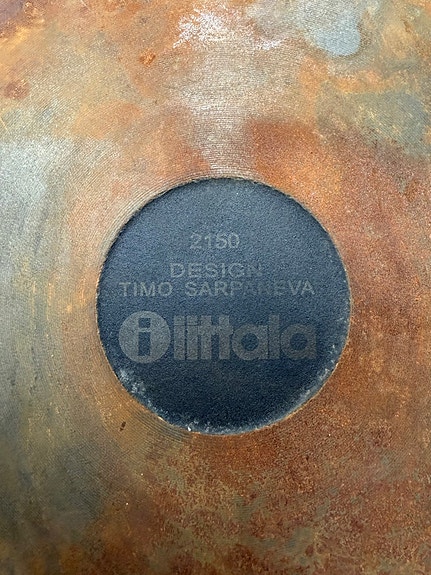 2150
DESIGN
TIMO SARPANEVA
i iittala